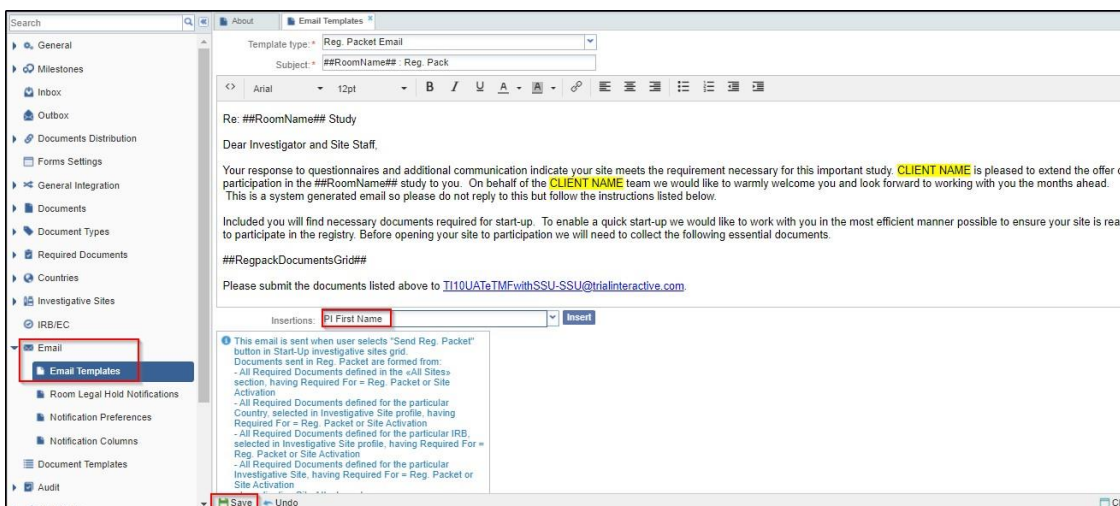 Search
General
Milestones
Inbox
Outbox
Documents Distribution
Forms Settings
General Integration
Documents
Document Types
Required Documents
Countries
Investigative Sites
IRB/EC
Email
Email Templates
Room Legal Hold Notifications
Notification Preferences
Notification Columns
Document Templates
Audit
About
Email Templates
Template type:* Reg. Packet Email
Subject:* ##RoomName## : Reg. Pack
Arial 12pt B I U A A
Re: ##RoomName## Study
Dear Investigator and Site Staff,
Your response to questionnaires and additional communication indicate your site meets the requirement necessary for this important study. CLIENT NAME is pleased to extend the offer
participation in the ##RoomName## study to you. On behalf of the CLIENT NAME team we would like to warmly welcome you and look forward to working with you the months ahead.
This is a system generated email so please do not reply to this but follow the instructions listed below.
Included you will find necessary documents required for start-up. To enable a quick start-up we would like to work with you in the most efficient manner possible to ensure your site is rea
to participate in the registry. Before opening your site to participation we will need to collect the following essential documents.
##RegpackDocumentsGrid##
Please submit the documents listed above to TI10UATeTMFwithSSU-SSU@trialinteractive.com.
Insertions: PI First Name Insert
This email is sent when user selects "Send Reg. Packet"
button in Start-Up investigative sites grid.
Documents sent in Reg. Packet are formed from:
- All Required Documents defined in the «All Sites»
section, having Required For = Reg. Packet or Site
Activation
- All Required Documents defined for the particular
Country, selected in Investigative Site profile, having
Required For = Reg. Packet or Site Activation
- All Required Documents defined for the particular IRB,
selected in Investigative Site profile, having Required For =
Reg. Packet or Site Activation
- All Required Documents defined for the particular
Investigative Site, having Required For = Reg. Packet or
Site Activation
Save Undo